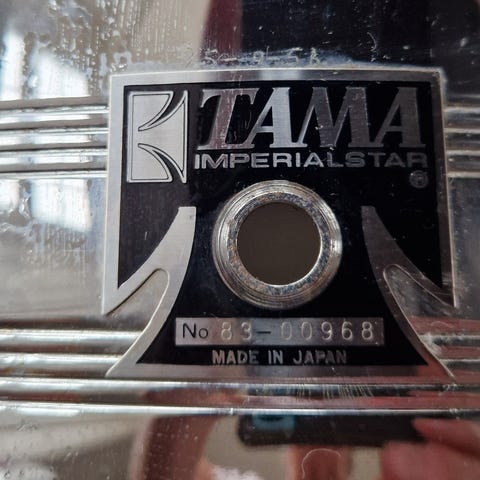 TAMA
IMPERIALSTAR
®
No 83-00968
MADE IN JAPAN